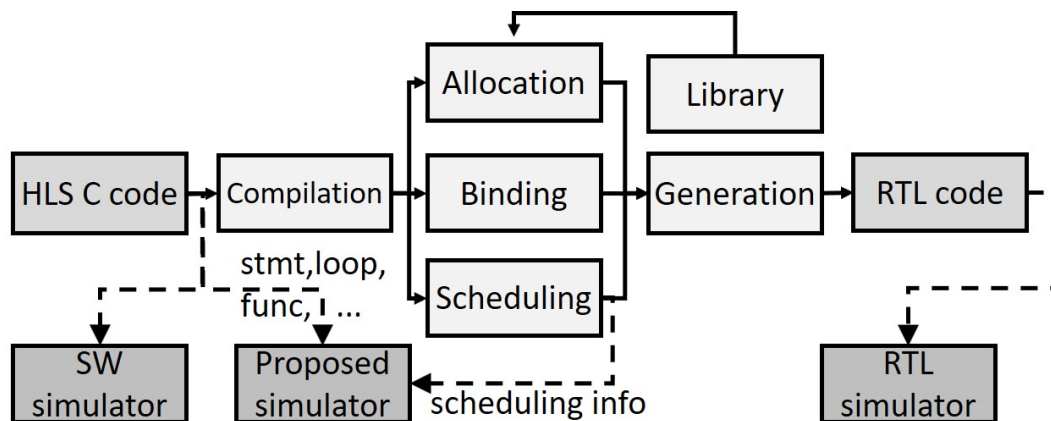 Allocation
Library
HLS C code
Compilation
Binding
Generation
RTL code
stmt,loop,
func, ...
Scheduling
SW
simulator
Proposed
simulator
scheduling info
RTL
simulator